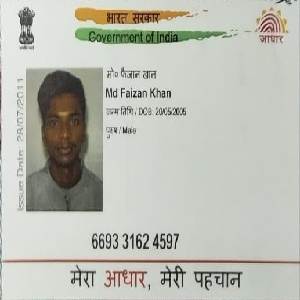 भारत सरकार
Government of India
आधार
Issue Date: 28/07/2011
मो० फैजान खान
Md Faizan Khan
जन्म तिथि / DOB: 20/05/2005
पुरुष / Male
6693 3162 4597
मेरा आधार, मेरी पहचान